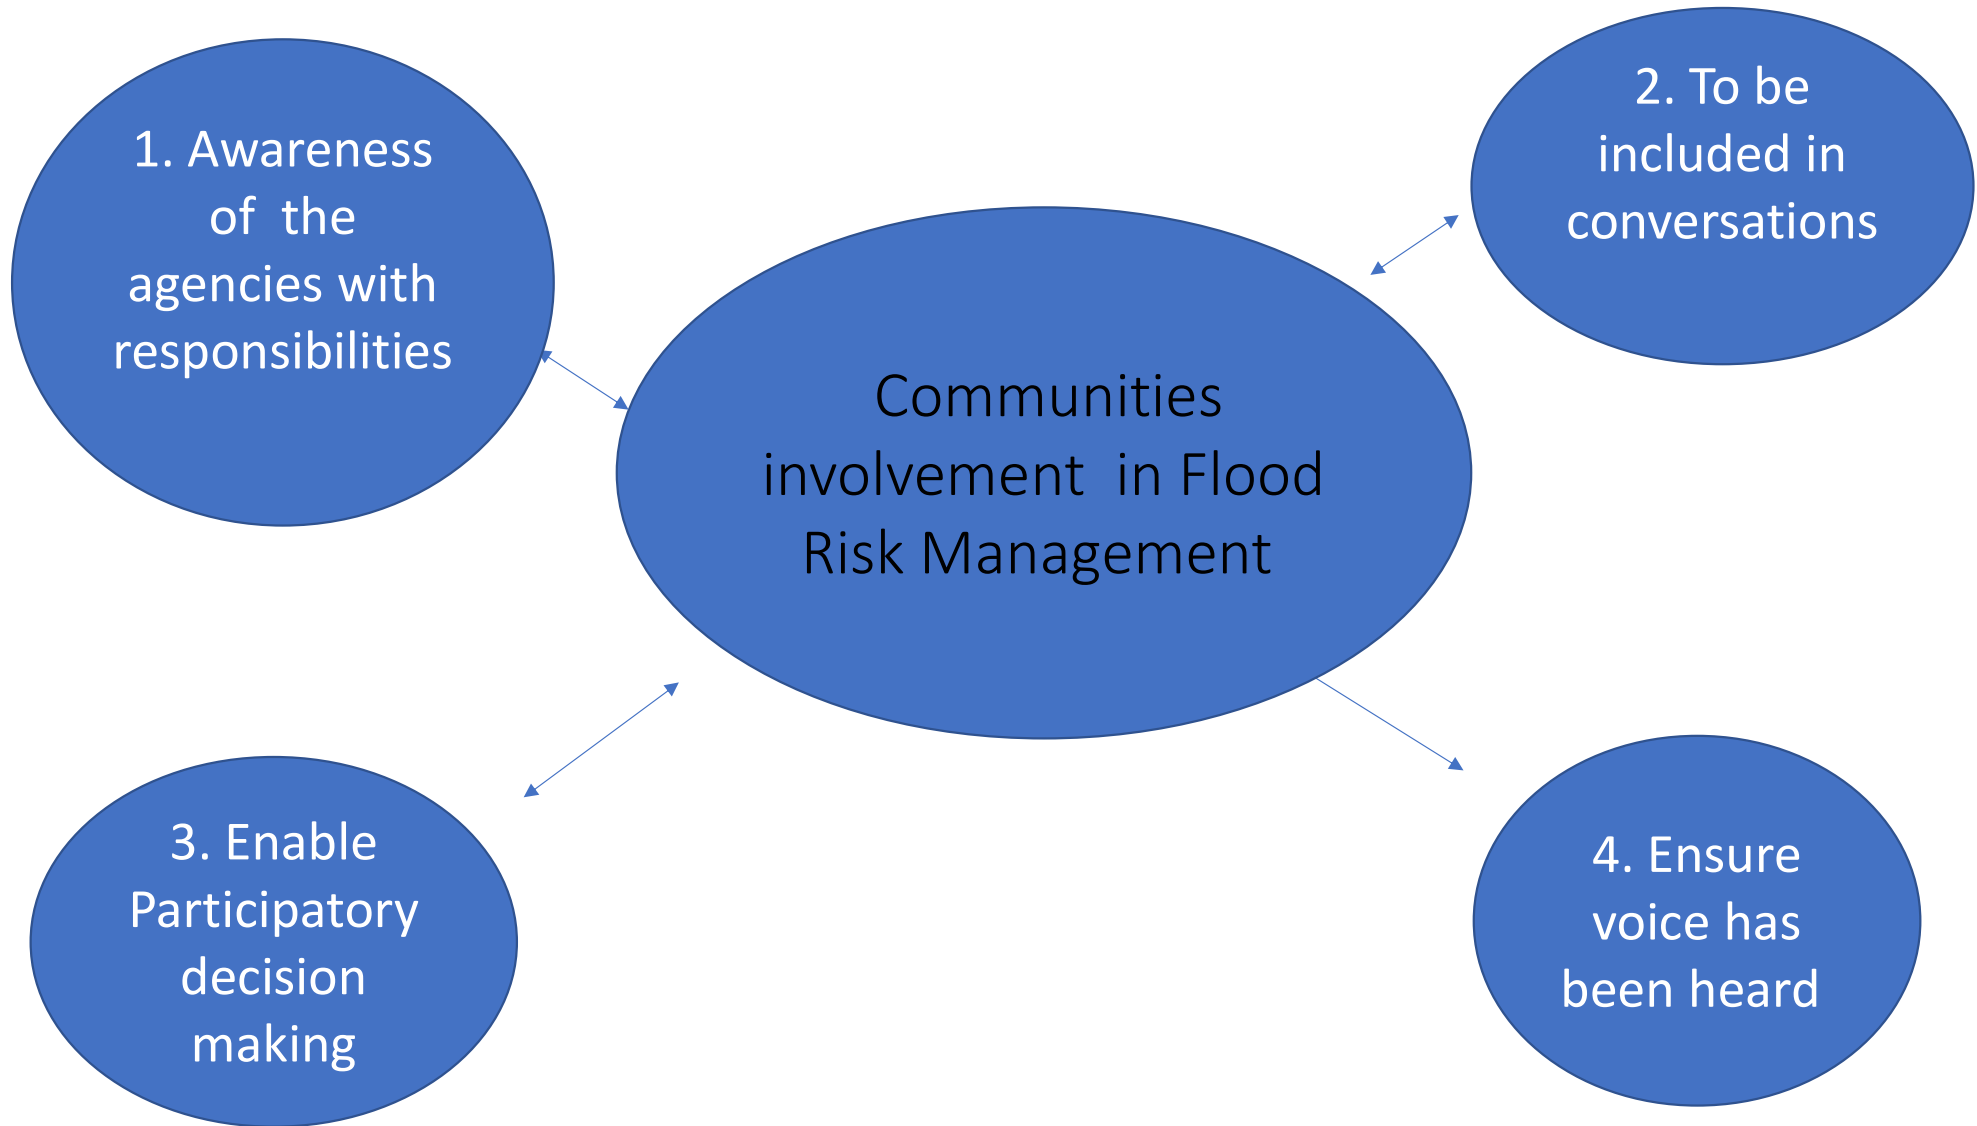 1. Awareness
of  the
agencies with
responsibilities
2. To be
included in
conversations
Communities
involvement  in Flood
Risk Management
3. Enable
Participatory
decision
making
4. Ensure
voice has
been heard